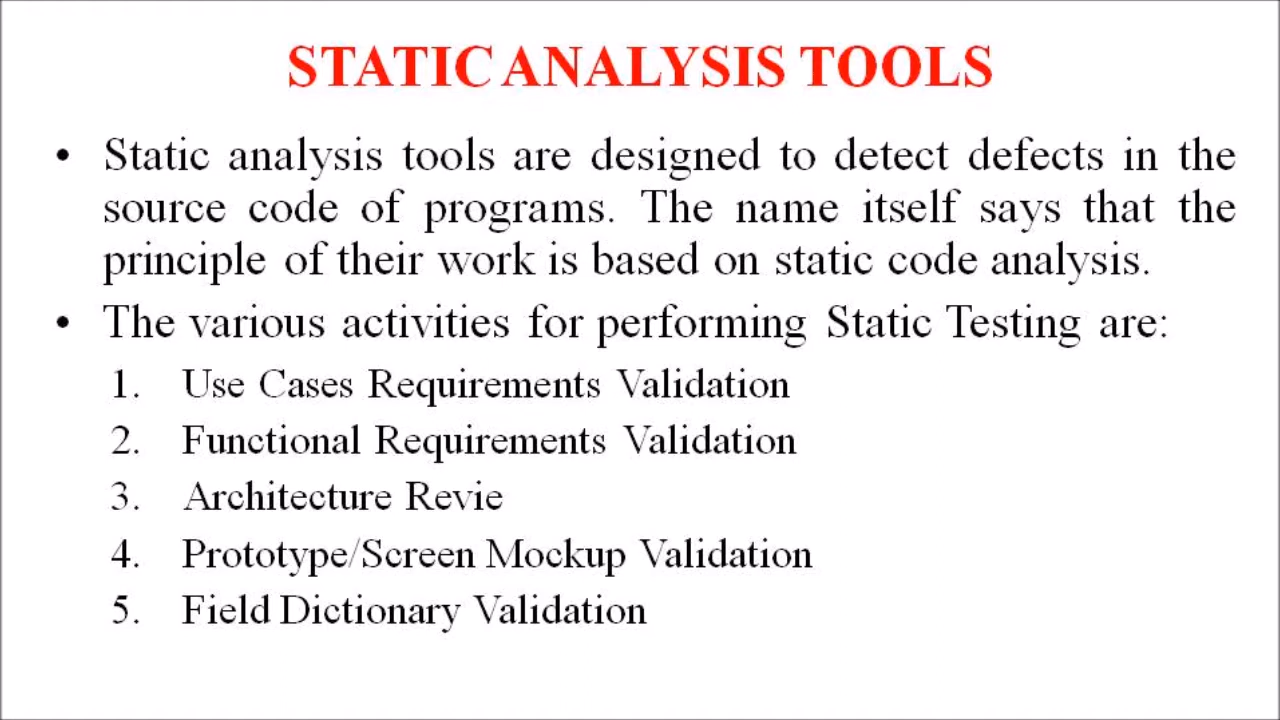 STATIC ANALYSIS TOOLS
• Static analysis tools are designed to detect defects in the
source code of programs. The name itself says that the
principle of their work is based on static code analysis.
• The various activities for performing Static Testing are:
1. Use Cases Requirements Validation
2. Functional Requirements Validation
3. Architecture Revie
4. Prototype/Screen Mockup Validation
5. Field Dictionary Validation